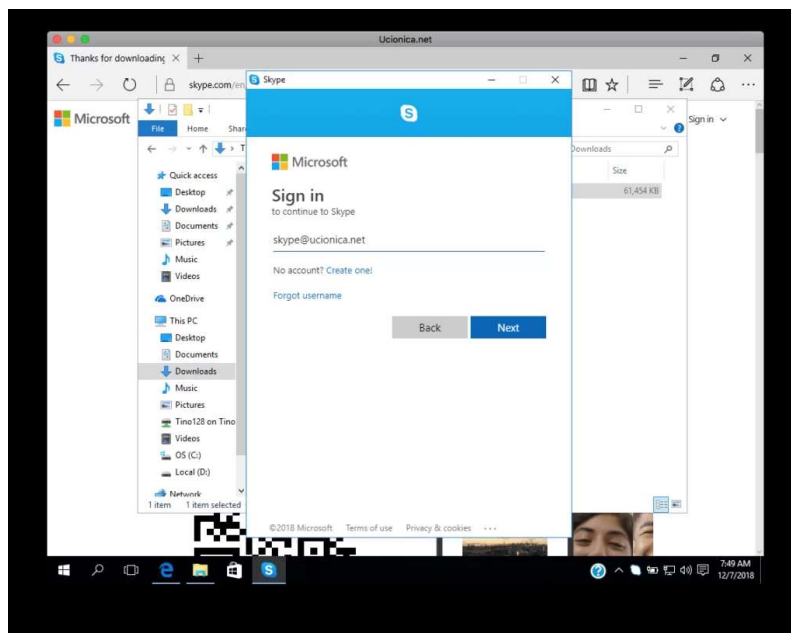 Ucionica.net
Thanks for downloading
skype.com/en
Skype
Microsoft
Sign in
File Home Shar
Downloads
Size
61,454 KB
Quick access
Desktop
Downloads
Documents
Pictures
Music
Videos
OneDrive
This PC
Desktop
Documents
Downloads
Music
Pictures
Tino128 on Tino
Videos
OS (C:)
Local (D:)
Network
1 item 1 item selected
Microsoft
Sign in
to continue to Skype
skype@ucionica.net
No account? Create one!
Forgot username
Back Next
©2018 Microsoft Terms of use Privacy & cookies
7:49 AM
12/7/2018